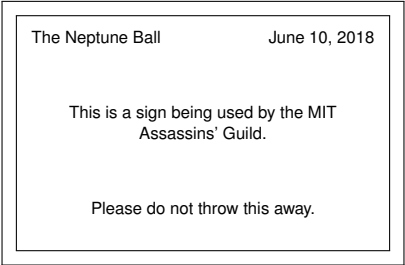 The Neptune Ball June 10, 2018
This is a sign being used by the MIT
Assassins' Guild.
Please do not throw this away.